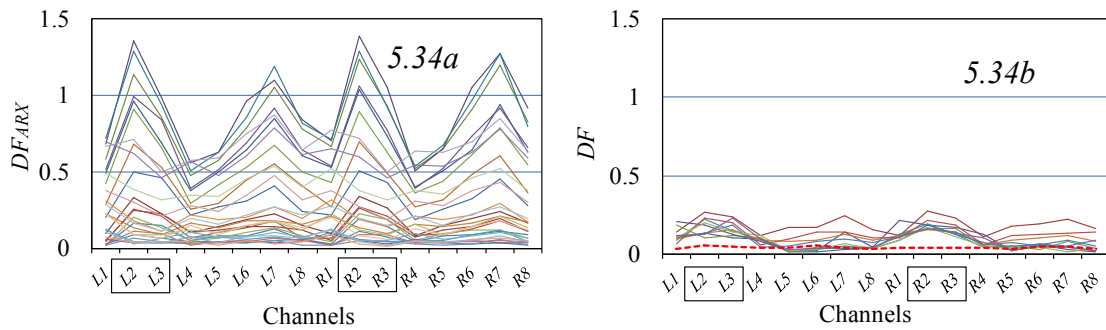 1.5
1
0.5
0
DFARX
5.34a
L1 L2 L3 L4 L5 L6 L7 L8 R1 R2 R3 R4 R5 R6 R7 R8
Channels
1.5
1
0.5
0
DF
5.34b
L1 L2 L3 L4 L5 L6 L7 L8 R1 R2 R3 R4 R5 R6 R7 R8
Channels